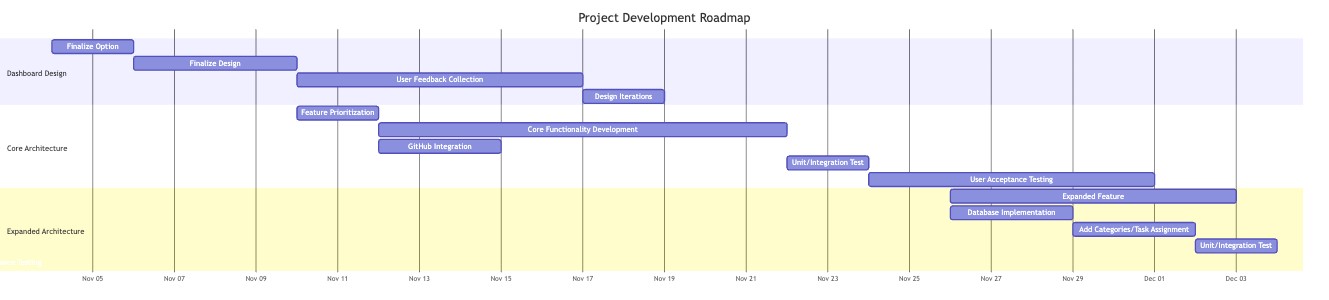 Project Development Roadmap
Finalize Option
Finalize Design
Dashboard Design
User Feedback Collection
Design Iterations
Feature Prioritization
Core Functionality Development
Core Architecture
GitHub Integration
Unit/Integration Test
User Acceptance Testing
Expanded Feature
Database Implementation
Expanded Architecture
Add Categories/Task Assignment
Unit/Integration Test
Nov 05 Nov 07 Nov 09 Nov 11 Nov 13 Nov 15 Nov 17 Nov 19 Nov 21 Nov 23 Nov 25 Nov 27 Nov 29 Dec 01 Dec 03